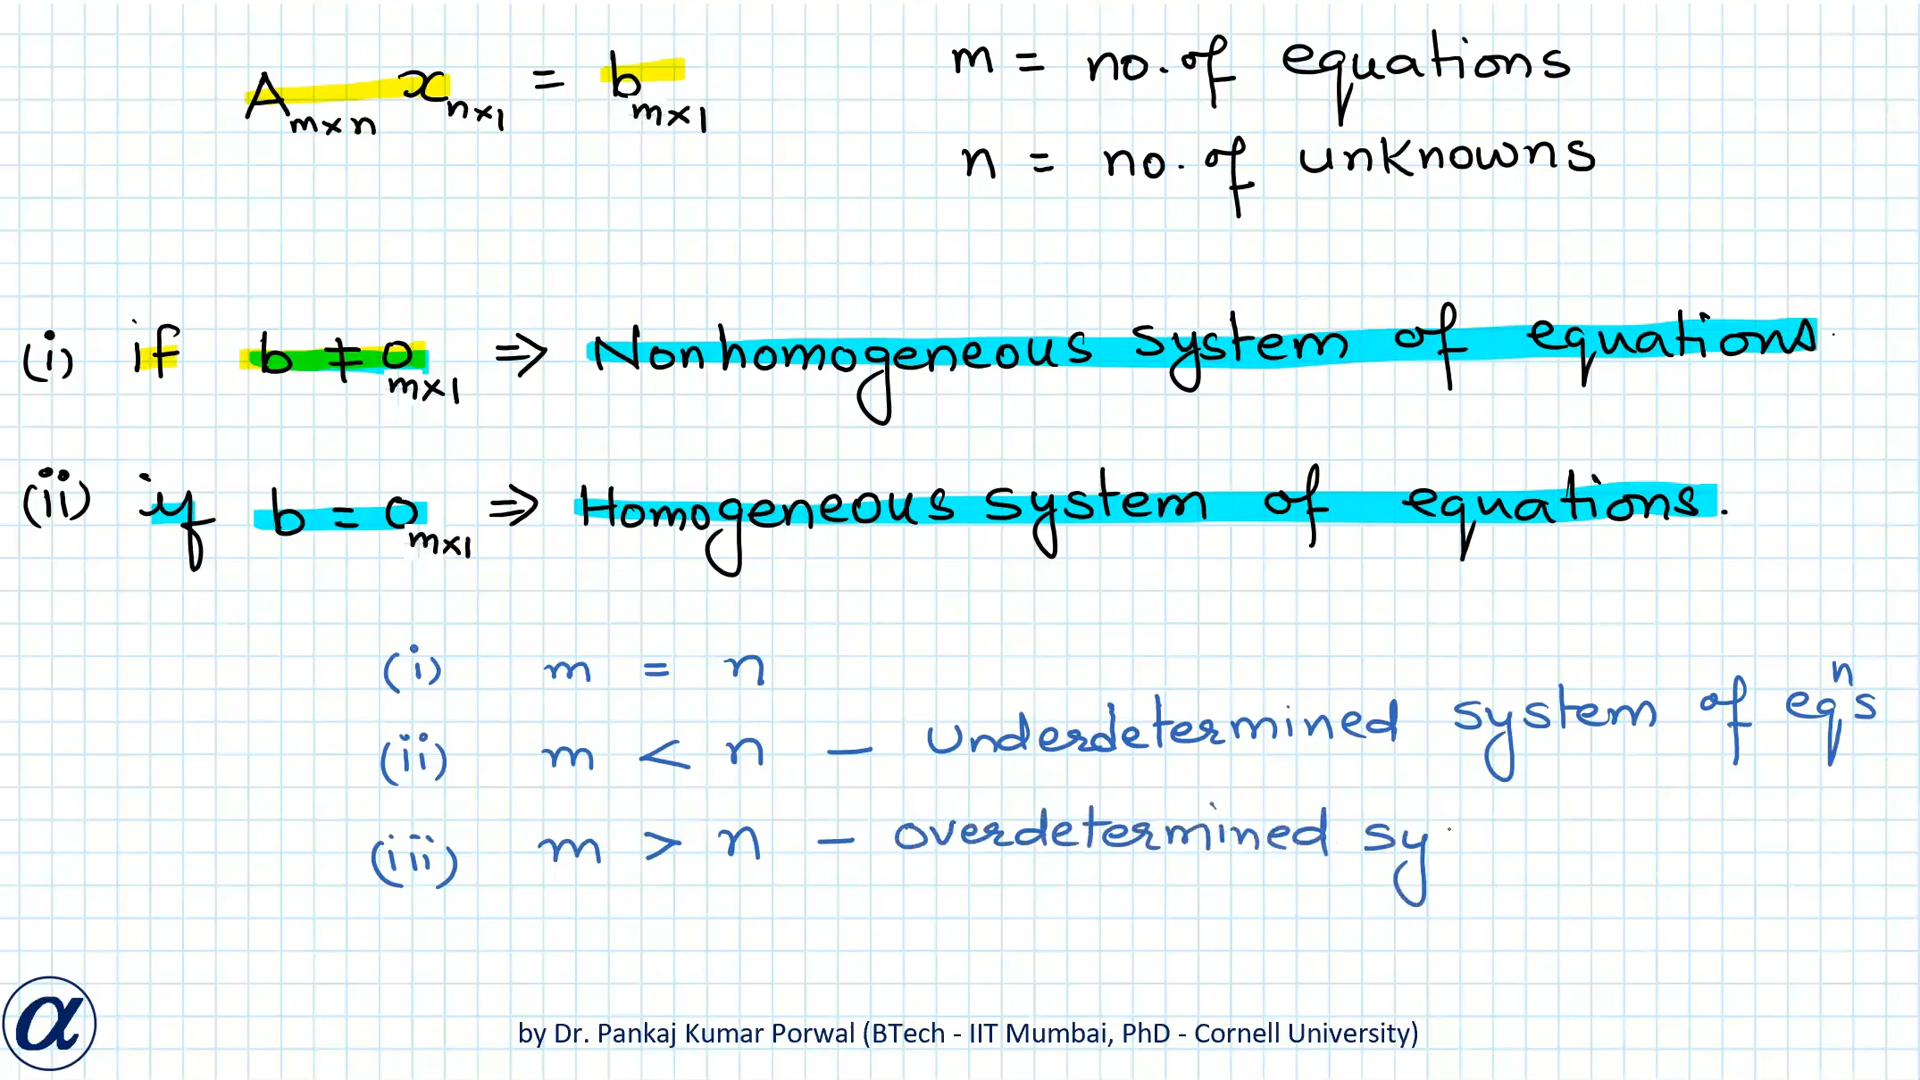 A_{m×n} x_{n×1} = b_{m×1}
m = no. of equations
n = no. of unknowns
(i) if b ≠ 0_{m×1} ⇒ Nonhomogeneous system of equations.
(ii) if b = 0_{m×1} ⇒ Homogeneous system of equations.
(i) m = n
(ii) m < n – underdetermined system of eqⁿs
(iii) m > n – overdetermined sy
α
by Dr. Pankaj Kumar Porwal (BTech - IIT Mumbai, PhD - Cornell University)